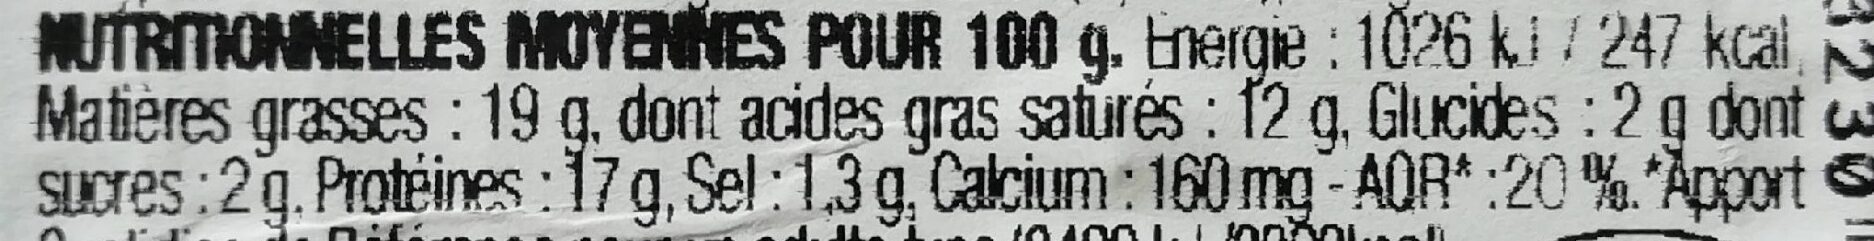 NUTRITIONNELLES MOYENNES POUR 100 g. Energie : 1026 kJ / 247 kcal,
Matières grasses : 19 g, dont acides gras saturés : 12 g, Glucides : 2 g dont
sucres : 2 g, Protéines : 17 g, Sel : 1,3 g, Calcium : 160 mg - AQR* : 20 %. *Apport